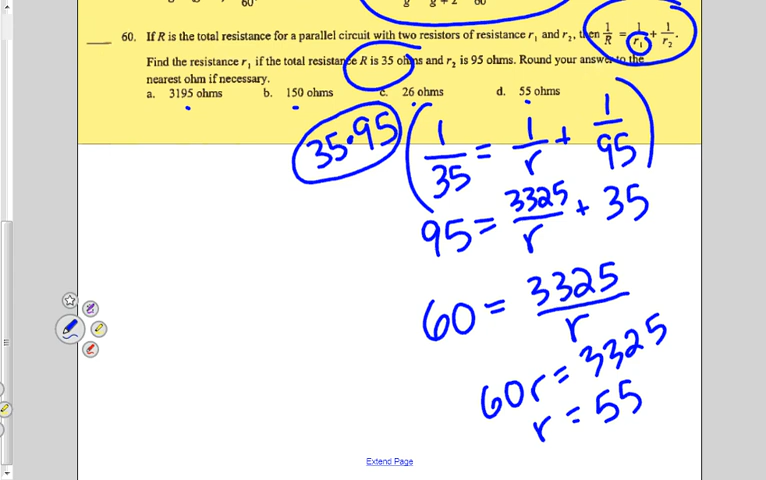 60
60. If R is the total resistance for a parallel circuit with two resistors of resistance r₁ and r₂, then 1/R = 1/r₁ + 1/r₂.
Find the resistance r₁ if the total resistance R is 35 ohms and r₂ is 95 ohms. Round your answer to the
nearest ohm if necessary.
a. 3195 ohms b. 150 ohms c. 26 ohms d. 55 ohms
35·95 (1/35 = 1/r + 1/95)
95 = 3325/r + 35
60 = 3325/r
60r = 3325
r = 55
Extend Page